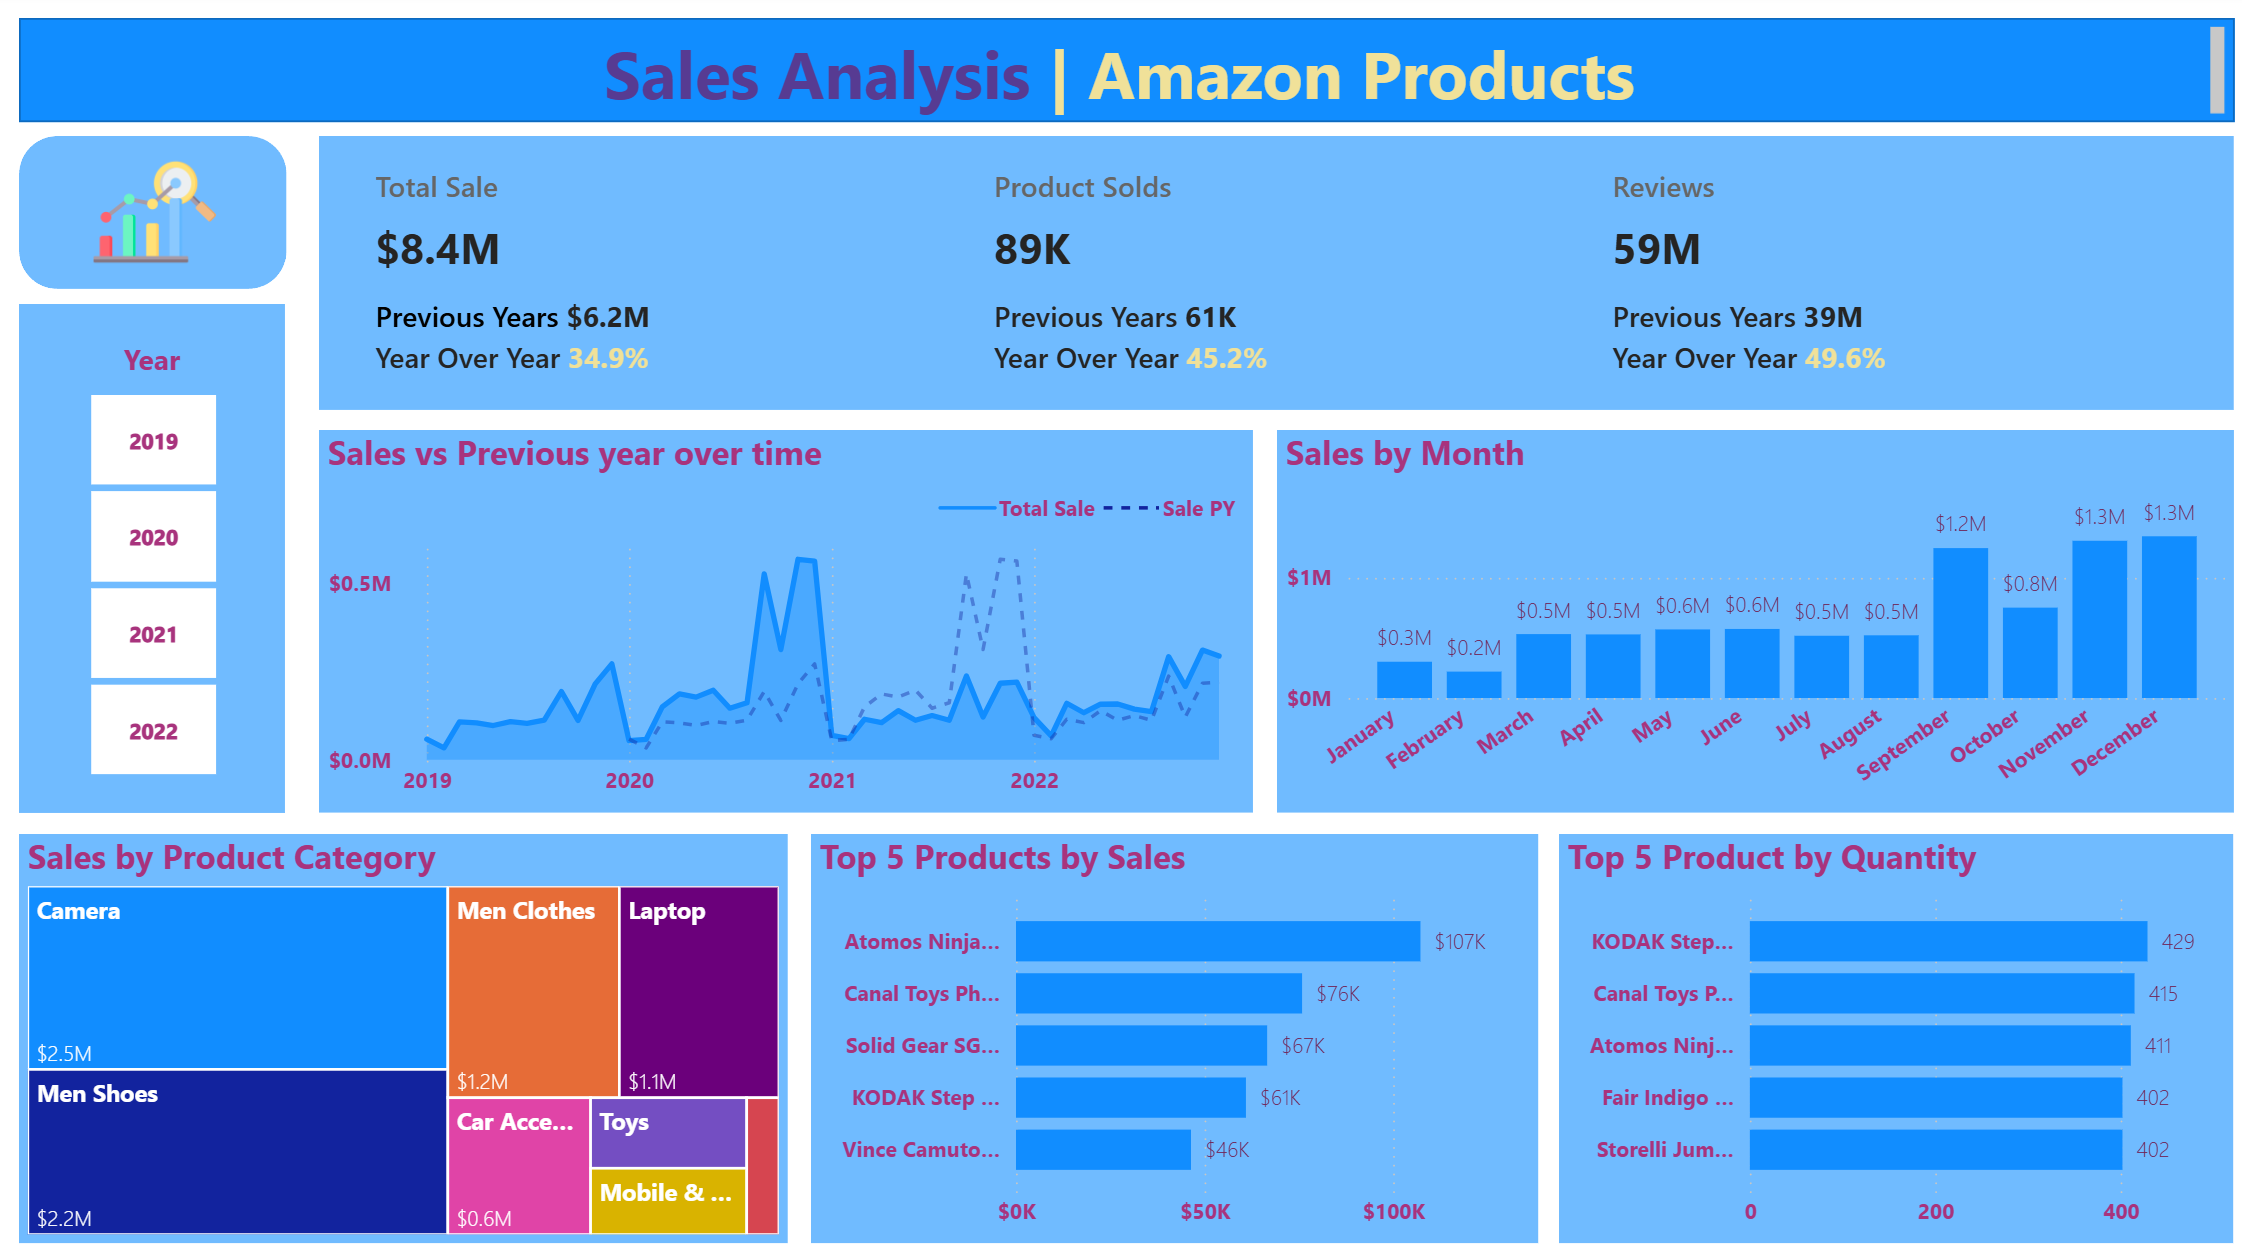 Sales Analysis | Amazon Products
Total Sale
$8.4M
Previous Years $6.2M
Year Over Year 34.9%
Product Solds
89K
Previous Years 61K
Year Over Year 45.2%
Reviews
59M
Previous Years 39M
Year Over Year 49.6%
Year
2019
2020
2021
2022
Sales vs Previous year over time
Total Sale
Sale PY
$0.5M
$0.0M
2019
2020
2021
2022
Sales by Month
$1M
$0M
$0.3M
$0.2M
$0.5M
$0.5M
$0.6M
$0.6M
$0.5M
$0.5M
$1.2M
$0.8M
$1.3M
$1.3M
January
February
March
April
May
June
July
August
September
October
November
December
Sales by Product Category
Camera
$2.5M
Men Shoes
$2.2M
Men Clothes
$1.2M
Laptop
$1.1M
Car Acce...
$0.6M
Toys
Mobile & ...
Top 5 Products by Sales
Atomos Ninja... $107K
Canal Toys Ph... $76K
Solid Gear SG... $67K
KODAK Step ... $61K
Vince Camuto... $46K
$0K
$50K
$100K
Top 5 Product by Quantity
KODAK Step... 429
Canal Toys P... 415
Atomos Ninj... 411
Fair Indigo ... 402
Storelli Jum... 402
0
200
400